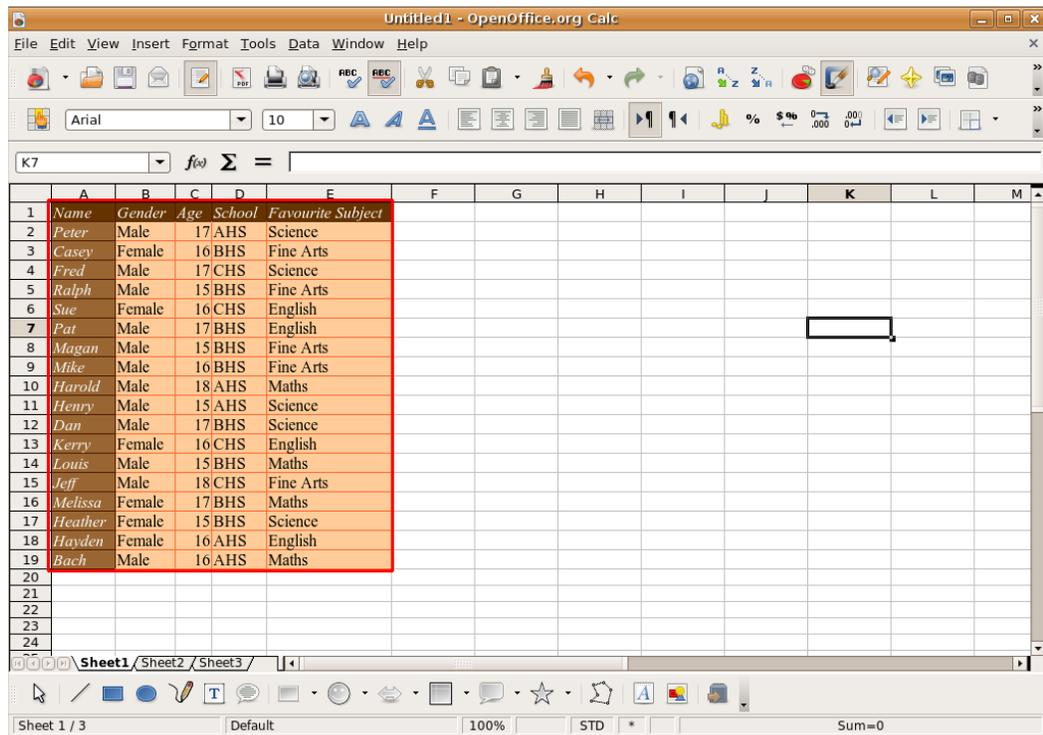 Untitled1 - OpenOffice.org Calc
File Edit View Insert Format Tools Data Window Help
Arial 10
K7 f(x) Σ =
A B C D E F G H I J K L M
1 Name Gender Age School Favourite Subject
2 Peter Male 17 AHS Science
3 Casey Female 16 BHS Fine Arts
4 Fred Male 17 CHS Science
5 Ralph Male 15 BHS Fine Arts
6 Sue Female 16 CHS English
7 Pat Male 17 BHS English
8 Magan Male 15 BHS Fine Arts
9 Mike Male 16 BHS Fine Arts
10 Harold Male 18 AHS Maths
11 Henry Male 15 AHS Science
12 Dan Male 17 BHS Science
13 Kerry Female 16 CHS English
14 Louis Male 15 BHS Maths
15 Jeff Male 18 CHS Fine Arts
16 Melissa Female 17 BHS Maths
17 Heather Female 15 BHS Science
18 Hayden Female 16 AHS English
19 Bach Male 16 AHS Maths
20
21
22
23
24
Sheet1 Sheet2 Sheet3
Sheet 1 / 3 Default 100% STD * Sum=0